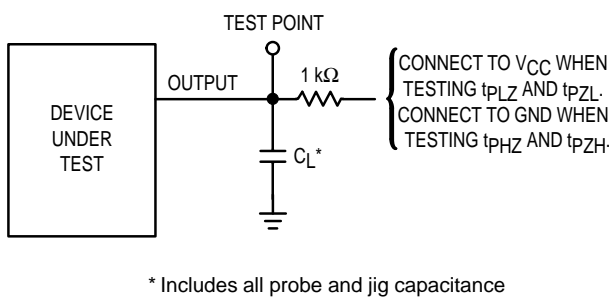 TEST POINT
OUTPUT
1 kΩ
DEVICE
UNDER
TEST
CL*
CONNECT TO VCC WHEN
TESTING tPLZ AND tPZL.
CONNECT TO GND WHEN
TESTING tPHZ AND tPZH.
* Includes all probe and jig capacitance